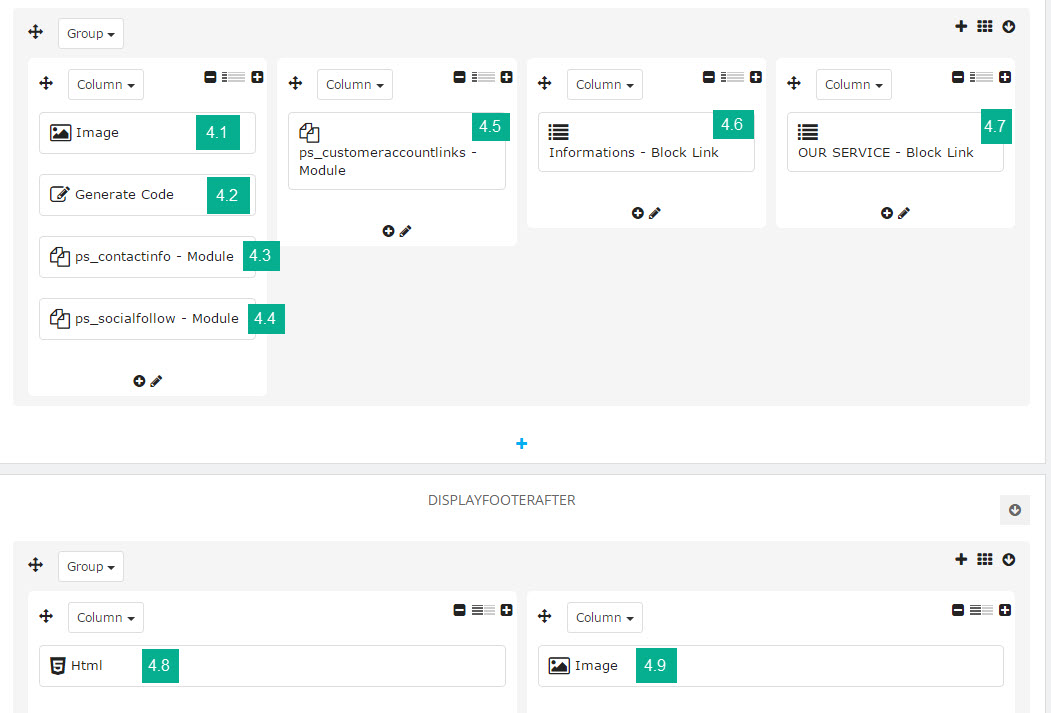 Group
Column
Image 4.1
Generate Code 4.2
ps_contactinfo - Module 4.3
ps_socialfollow - Module 4.4
Column
4.5
ps_customeraccountlinks -
Module
Column
4.6
Informations - Block Link
Column
4.7
OUR SERVICE - Block Link
DISPLAYFOOTERAFTER
Group
Column
Html 4.8
Column
Image 4.9